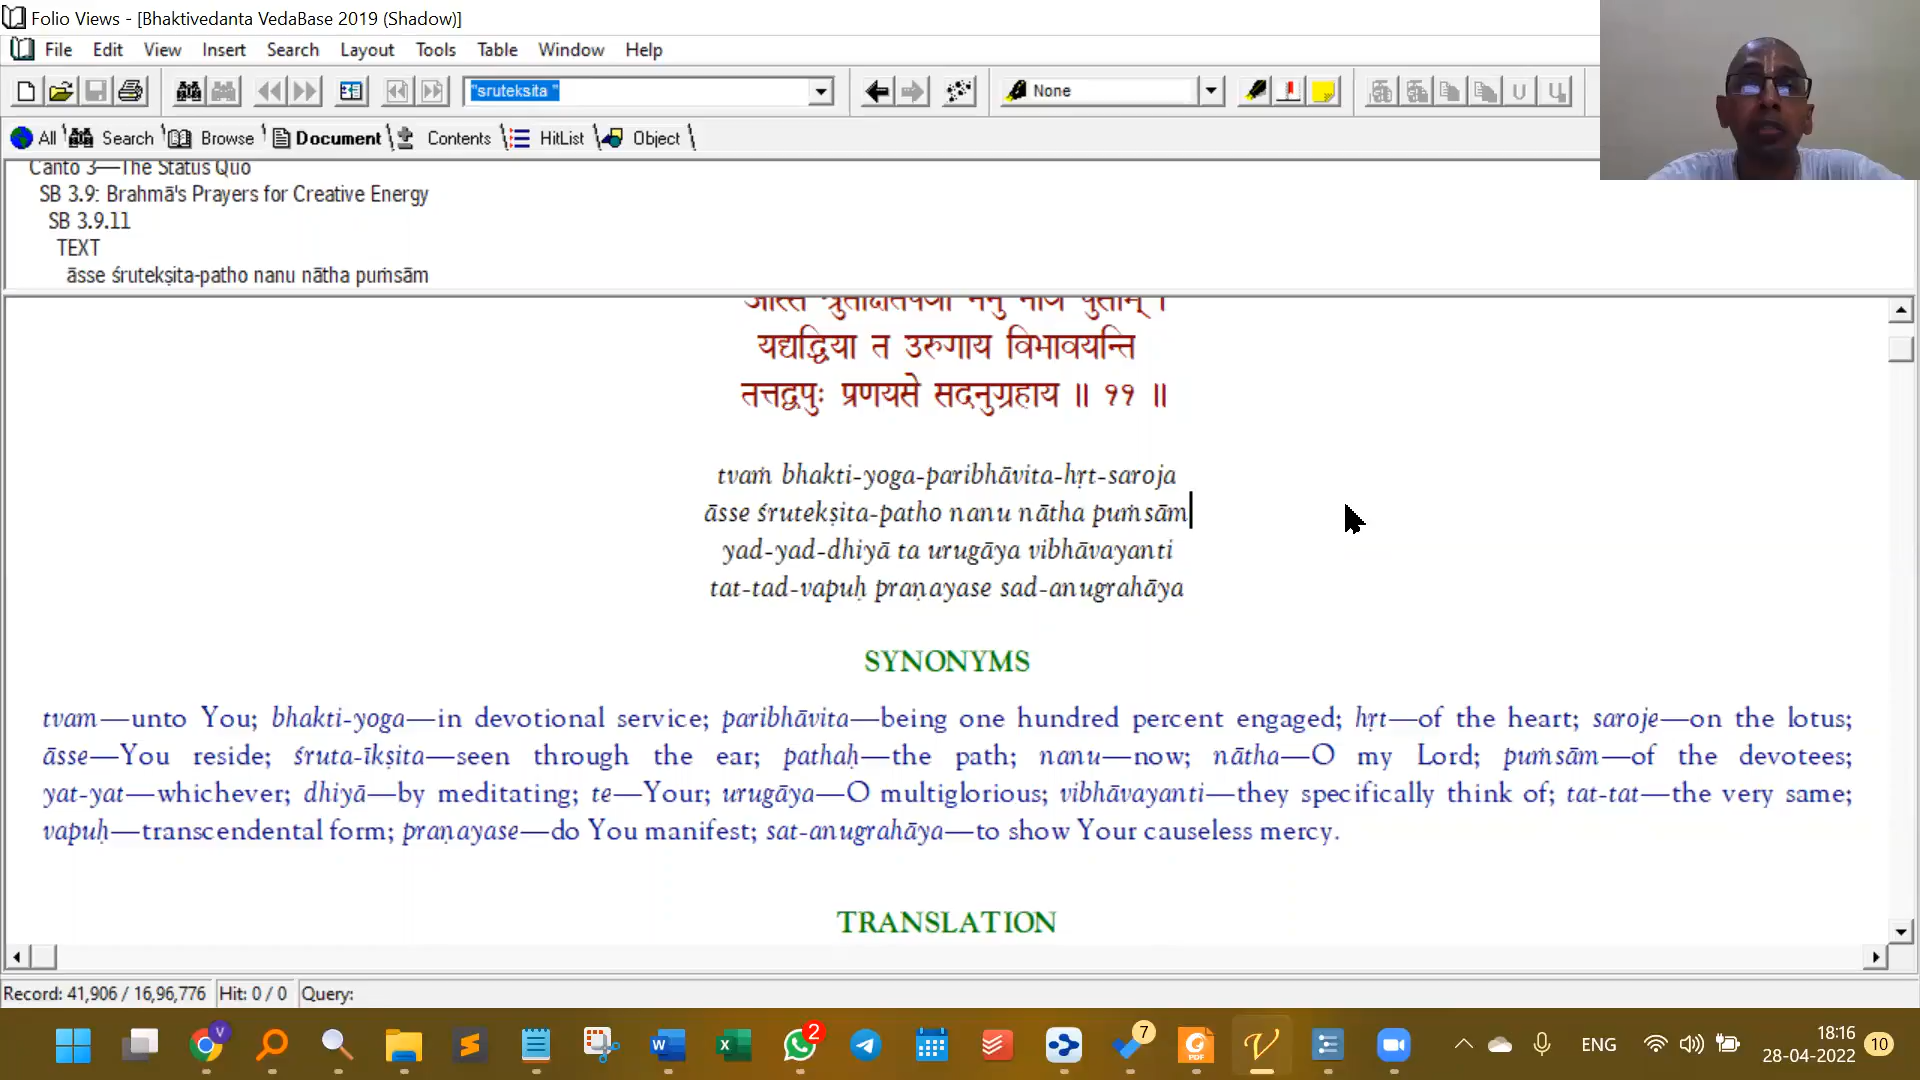 Folio Views - [Bhaktivedanta VedaBase 2019 (Shadow)]
File Edit View Insert Search Layout Tools Table Window Help
"sruteksita "
None
All Search Browse Document Contents HitList Object
Canto 3—The Status Quo
SB 3.9: Brahmā's Prayers for Creative Energy
SB 3.9.11
TEXT
āsse śrutekṣita-patho nanu nātha puṁsām
यद्यद्धिया त उरुगाय विभावयन्ति
तत्तद्वपुः प्रणयसे सदनुग्रहाय ॥ ११ ॥
tvaṁ bhakti-yoga-paribhāvita-hṛt-saroja
āsse śrutekṣita-patho nanu nātha puṁsām
yad-yad-dhiyā ta urugāya vibhāvayanti
tat-tad-vapuḥ praṇayase sad-anugrahāya
SYNONYMS
tvam—unto You; bhakti-yoga—in devotional service; paribhāvita—being one hundred percent engaged; hṛt—of the heart; saroje—on the lotus;
āsse—You reside; śruta-īkṣita—seen through the ear; pathaḥ—the path; nanu—now; nātha—O my Lord; puṁsām—of the devotees;
yat-yat—whichever; dhiyā—by meditating; te—Your; urugāya—O multiglorious; vibhāvayanti—they specifically think of; tat-tat—the very same;
vapuḥ—transcendental form; praṇayase—do You manifest; sat-anugrahāya—to show Your causeless mercy.
TRANSLATION
Record: 41,906 / 16,96,776 Hit: 0 / 0 Query:
V
2
7
PDF
ENG
18:16
28-04-2022
10